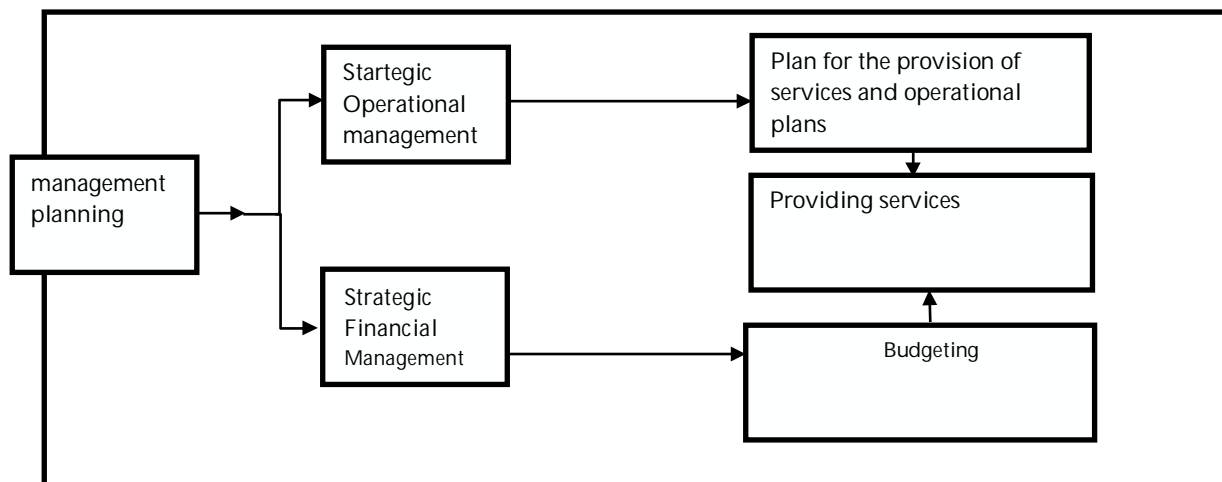 management
planning
Startegic
Operational
management
Plan for the provision of
services and operational
plans
Providing services
Strategic
Financial
Management
Budgeting